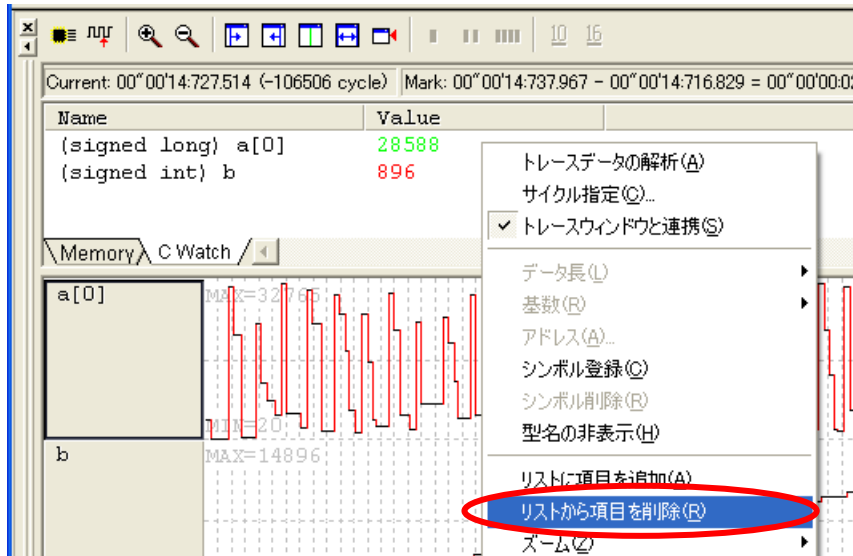 10 16
Current: 00"00'14:727.514 (-106506 cycle) Mark: 00"00'14:737.967 - 00"00'14:716.829 = 00"00'00:02
Name Value
(signed long) a[0] 28588
(signed int) b 896
Memory C Watch
a[0]
MAX=32765
MIN=20
b
MAX=14896
トレースデータの解析(A)
サイクル指定(C)...
トレースウィンドウと連携(S)
データ長(L)
基数(R)
アドレス(A)...
シンボル登録(C)
シンボル削除(R)
型名の非表示(H)
リストに項目を追加(A)
リストから項目を削除(R)
ズーム(Z)